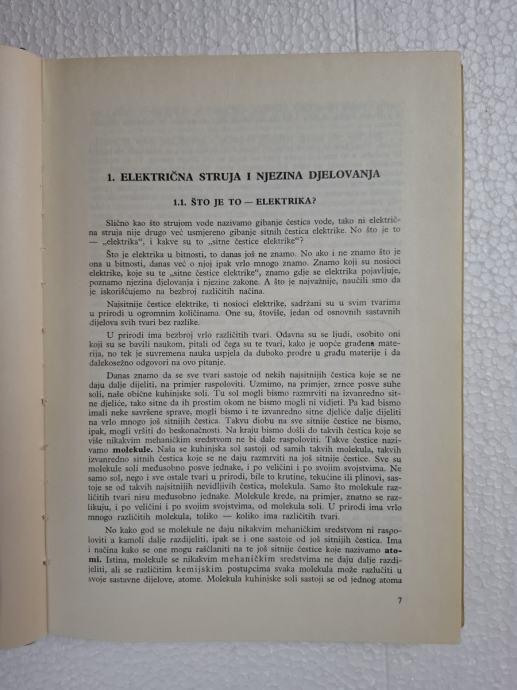 1. ELEKTRIČNA STRUJA I NJEZINA DJELOVANJA
1.1. ŠTO JE TO — ELEKTRIKA?
Slično kao što strujom vode nazivamo gibanje čestica vode, tako ni električ-
na struja nije drugo već usmjereno gibanje sitnih čestica elektrike. No što je to
— „elektrika“, i kakve su to „sitne čestice elektrike“?
Što je elektrika u bitnosti, to danas još ne znamo. No ako i ne znamo što je
ona u bitnosti, danas već o njoj ipak vrlo mnogo znamo. Znamo koji su nosioci
elektrike, koje su te „sitne čestice elektrike“, znamo gdje se elektrika pojavljuje,
poznamo njezina djelovanja i njezine zakone. A što je najvažnije, naučili smo da
je iskorišćujemo na bezbroj različitih načina.
Najsitnije čestice elektrike, ti nosioci elektrike, sadržani su u svim tvarima
u prirodi u ogromnim količinama. One su, štoviše, jedan od osnovnih sastavnih
dijelova svih tvari bez razlike.
U prirodi ima bezbroj vrlo različitih tvari. Odavna su se ljudi, osobito oni
koji su se bavili naukom, pitali od čega su te tvari, kako je uopće građena mate-
rija, no tek je suvremena nauka uspjela da duboko prodre u građu materije i da
dalekosežno odgovori na ovo pitanje.
Danas znamo da se sve tvari sastoje od nekih najsitnijih čestica koje se ne
daju dalje dijeliti, na primjer raspoloviti. Uzmimo, na primjer, zrnce posve suhe
soli, naše obične kuhinjske soli. Tu sol mogli bismo razmrviti na izvanredno sit-
ne dječiće, tako sitne da ih prostim okom ne bismo mogli ni vidjeti. Pa kad bismo
imali neke savršene sprave, mogli bismo i te izvanredno sitne djeliće dalje dijeliti
na vrlo mnogo još sitnijih čestica. Takvu diobu na sve sitnije čestice ne bismo,
ipak, mogli vršiti do beskonačnosti. Na kraju bismo došli do takvih čestica koje se
više nikakvim mehaničkim sredstvom ne bi dale raspoloviti. Takve čestice nazi-
vamo molekule. Naša se kuhinjska sol sastoji od samih takvih molekula, takvih
izvanredno sitnih čestica koje se ne daju razmrviti na još sitnije čestice. Sve su
molekule soli međusobno posve jednake, i po veličini i po svojim svojstvima. Ne
samo sol, nego i sve ostale tvari u prirodi, bile to krutine, tekućine ili plinovi, sas-
toje se od takvih najsitnijih nevidljivih čestica, molekula. Samo što molekule raz-
ličitih tvari nisu međusobno jednake. Molekule krede, na primjer, znatno se raz-
likuju, i po veličini i po svojim svojstvima, od molekula soli. U prirodi ima vrlo
mnogo različitih molekula, toliko — koliko ima različitih tvari.
No kako god se molekule ne daju nikakvim mehaničkim sredstvom ni raspo-
loviti a kamoli dalje razdijeliti, ipak se i one sastoje od još sitnijih čestica. Ima
i načina kako se one mogu raščlaniti na te još sitnije čestice koje nazivamo ato-
mi. Istina, molekule se nikakvim mehaničkim sredstvima ne daju dalje razdi-
jeliti, ali se različitim kemijskim postupcima svaka molekula može razlučiti u
svoje sastavne dijelove, atome. Molekula kuhinjske soli sastoji se od jednog atoma
7